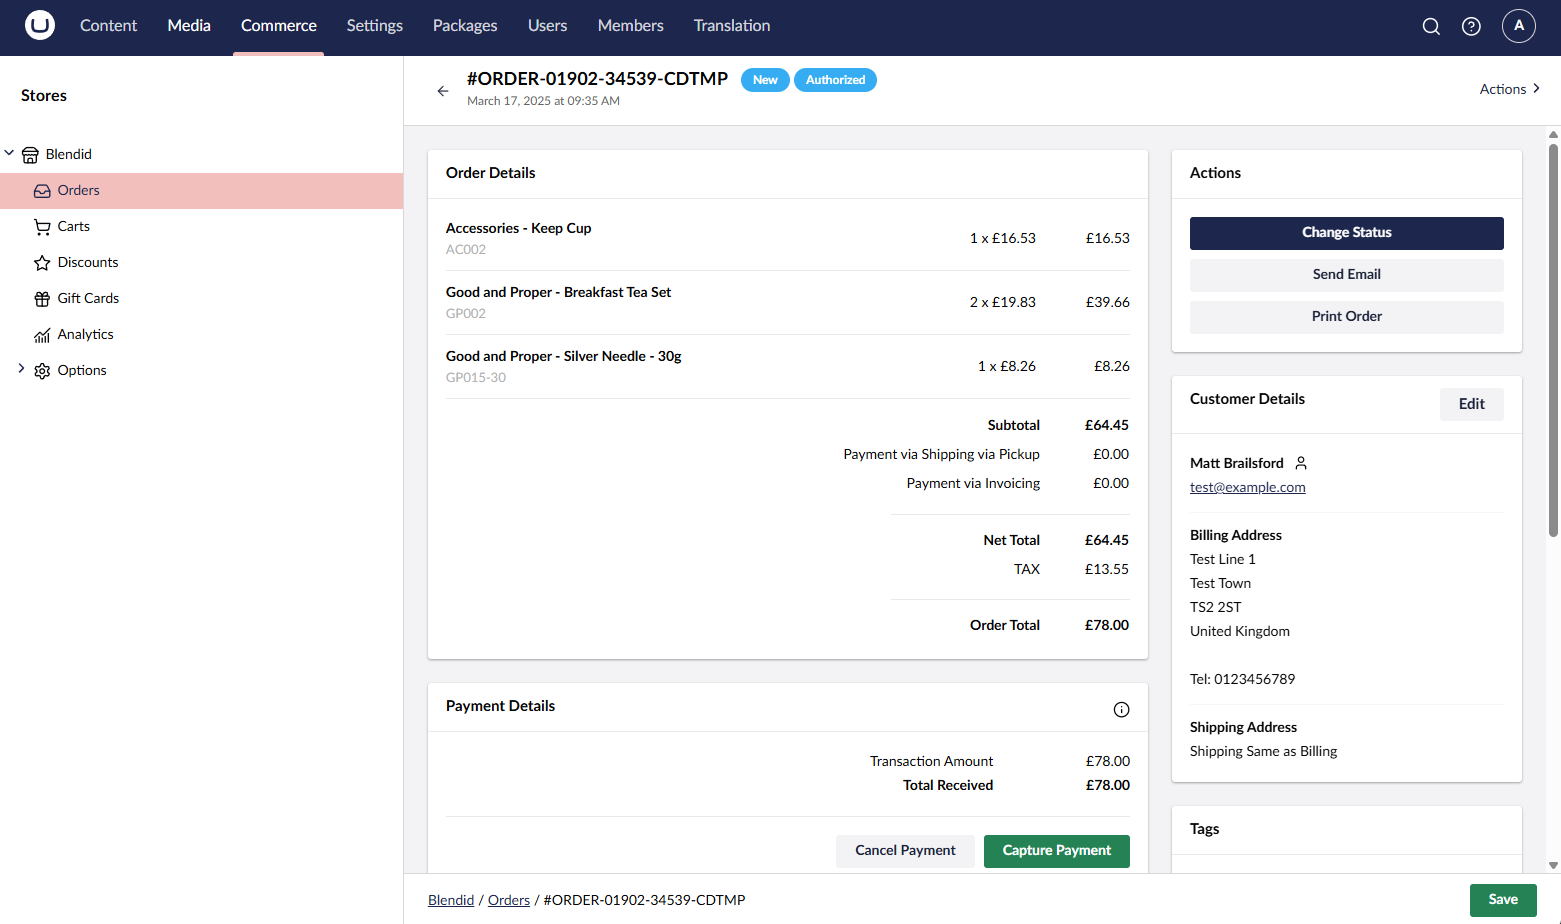 Content Media Commerce Settings Packages Users Members Translation A
Stores
Blendid
Orders
Carts
Discounts
Gift Cards
Analytics
Options
#ORDER-01902-34539-CDTMP New Authorized
March 17, 2025 at 09:35 AM
Actions
Order Details
Accessories - Keep Cup
AC002
1 x £16.53 £16.53
Good and Proper - Breakfast Tea Set
GP002
2 x £19.83 £39.66
Good and Proper - Silver Needle - 30g
GP015-30
1 x £8.26 £8.26
Subtotal £64.45
Payment via Shipping via Pickup £0.00
Payment via Invoicing £0.00
Net Total £64.45
TAX £13.55
Order Total £78.00
Payment Details
Transaction Amount £78.00
Total Received £78.00
Cancel Payment Capture Payment
Actions
Change Status
Send Email
Print Order
Customer Details Edit
Matt Brailsford
test@example.com
Billing Address
Test Line 1
Test Town
TS2 2ST
United Kingdom
Tel: 0123456789
Shipping Address
Shipping Same as Billing
Tags
Blendid / Orders / #ORDER-01902-34539-CDTMP
Save